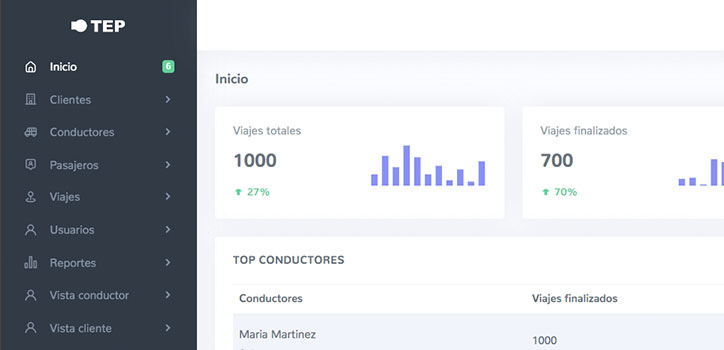 TEP
Inicio
6
Clientes
Conductores
Pasajeros
Viajes
Usuarios
Reportes
Vista conductor
Vista cliente
Inicio
Viajes totales
1000
27%
Viajes finalizados
700
70%
TOP CONDUCTORES
Conductores Viajes finalizados
Maria Martinez 1000